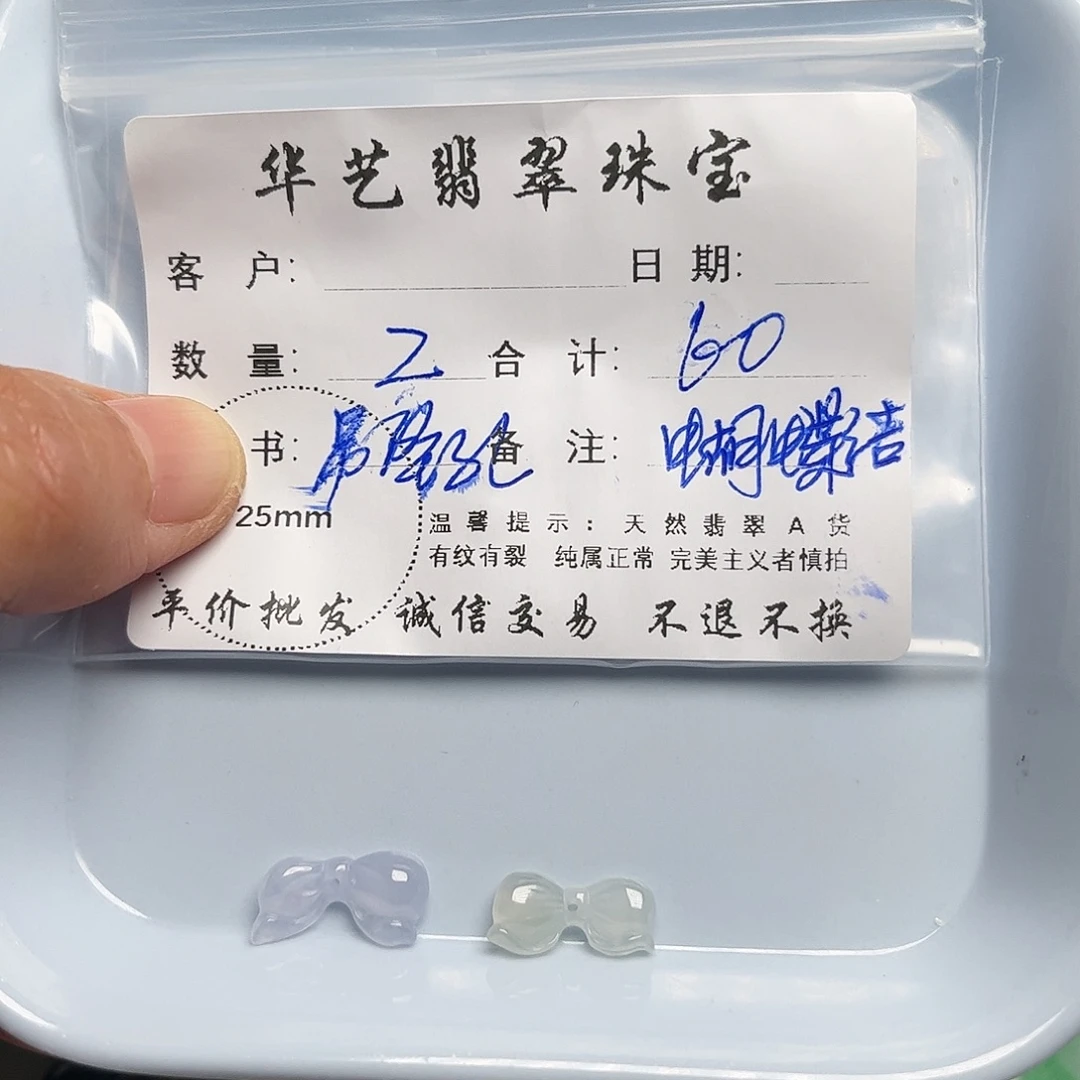 华艺翡翠珠宝
客户： 日期：
数量：2 合计：60
书： 备注：蝴蝶结
25mm
温馨提示：天然翡翠A货
有纹有裂 纯属正常 完美主义者慎拍
平价批发 诚信交易 不退不换